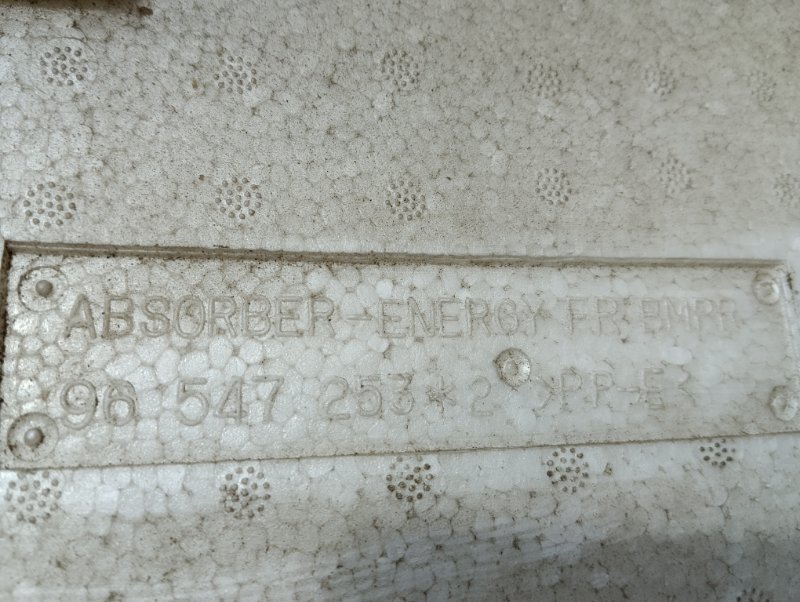 ABSORBER-ENERGY FR BMPR
96 547 253*2 >PP-E<